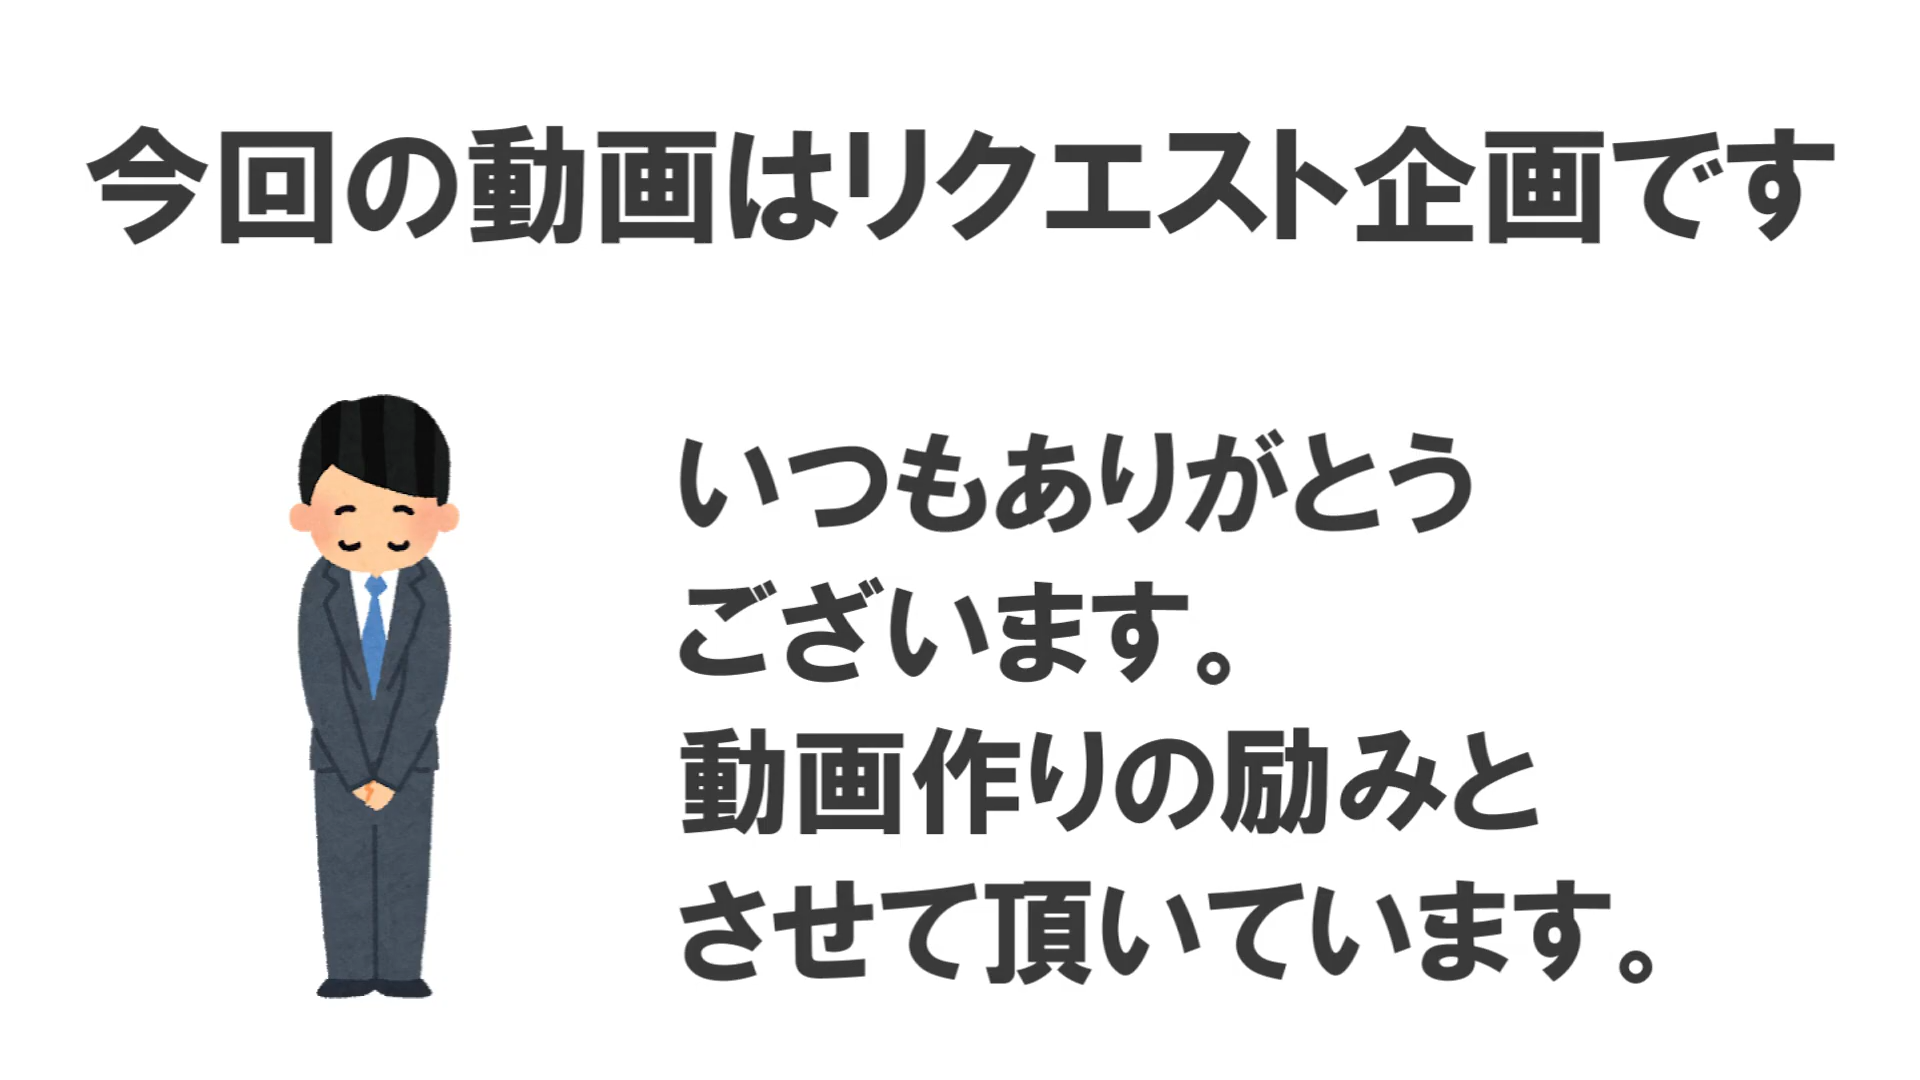 今回の動画はリクエスト企画です
いつもありがとう
ございます。
動画作りの励みと
させて頂いています。